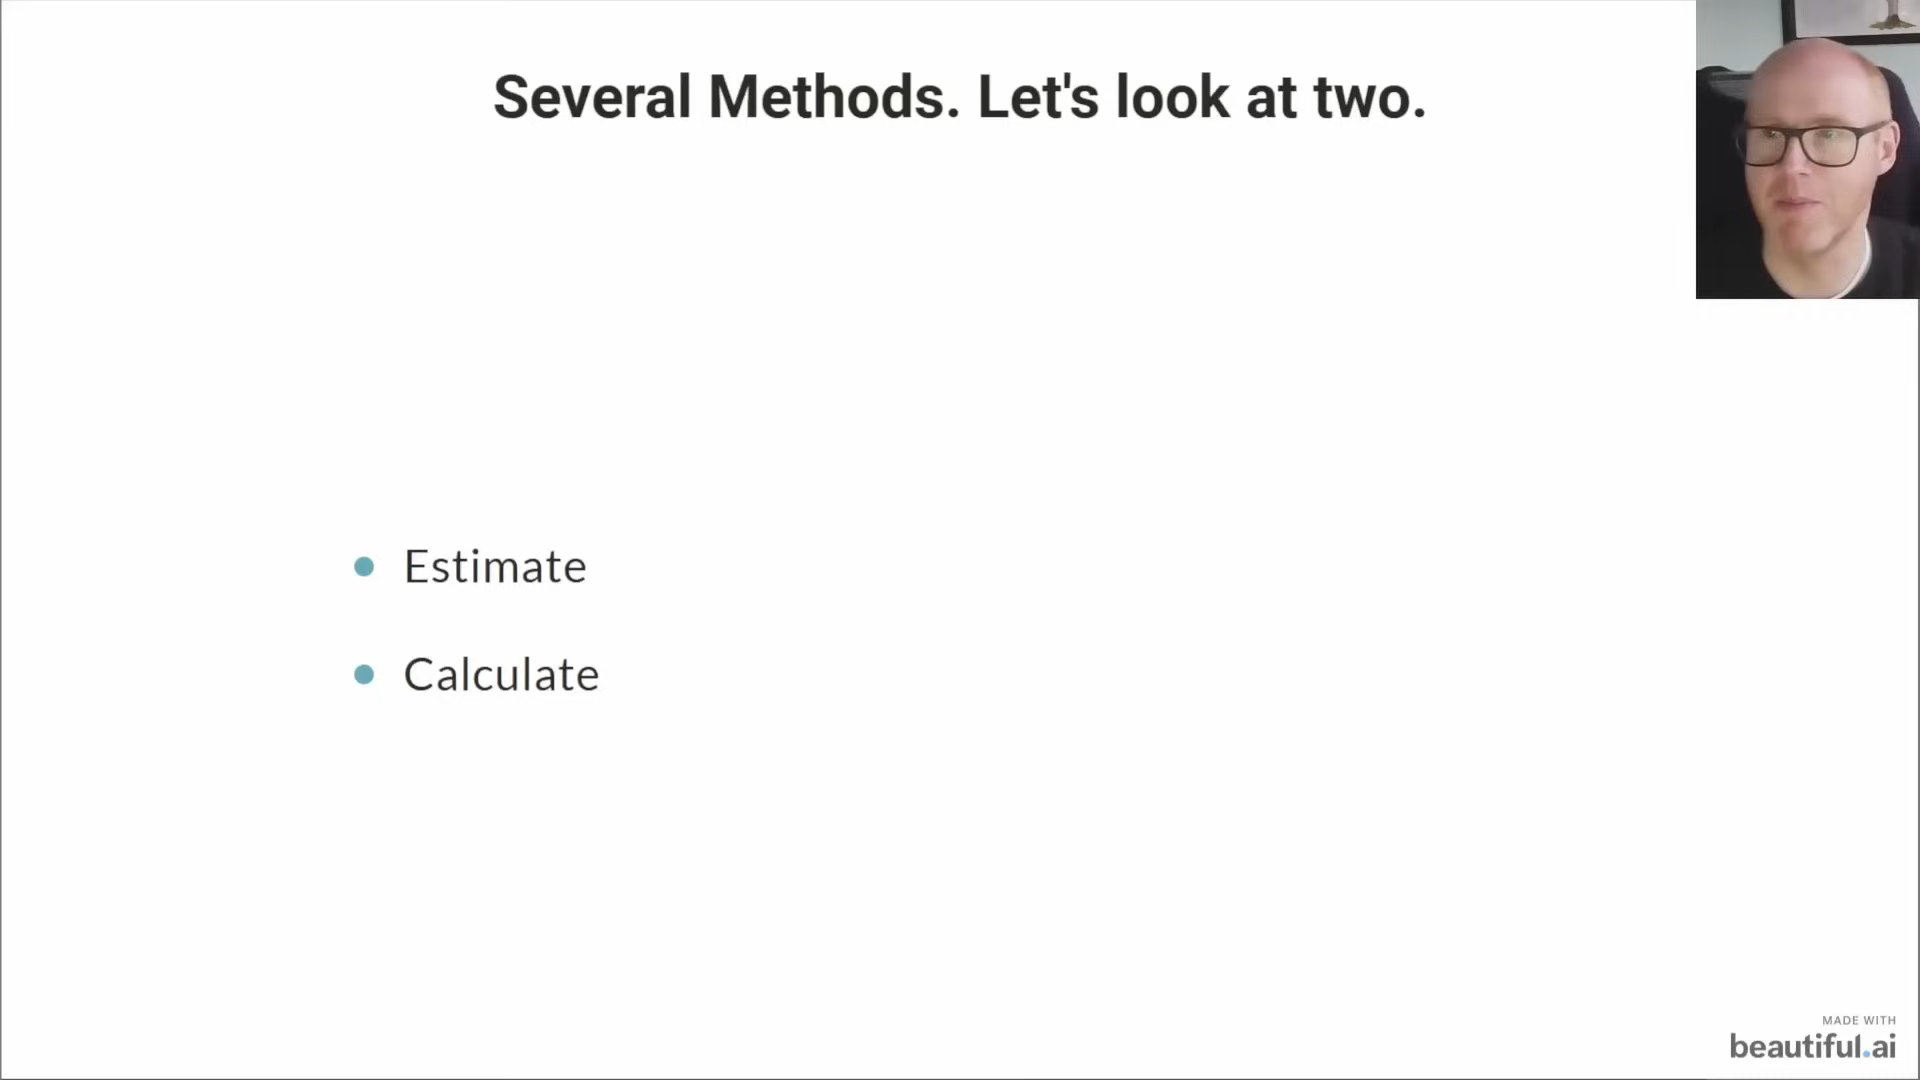 Several Methods. Let's look at two.
Estimate
Calculate
MADE WITH
beautiful.ai